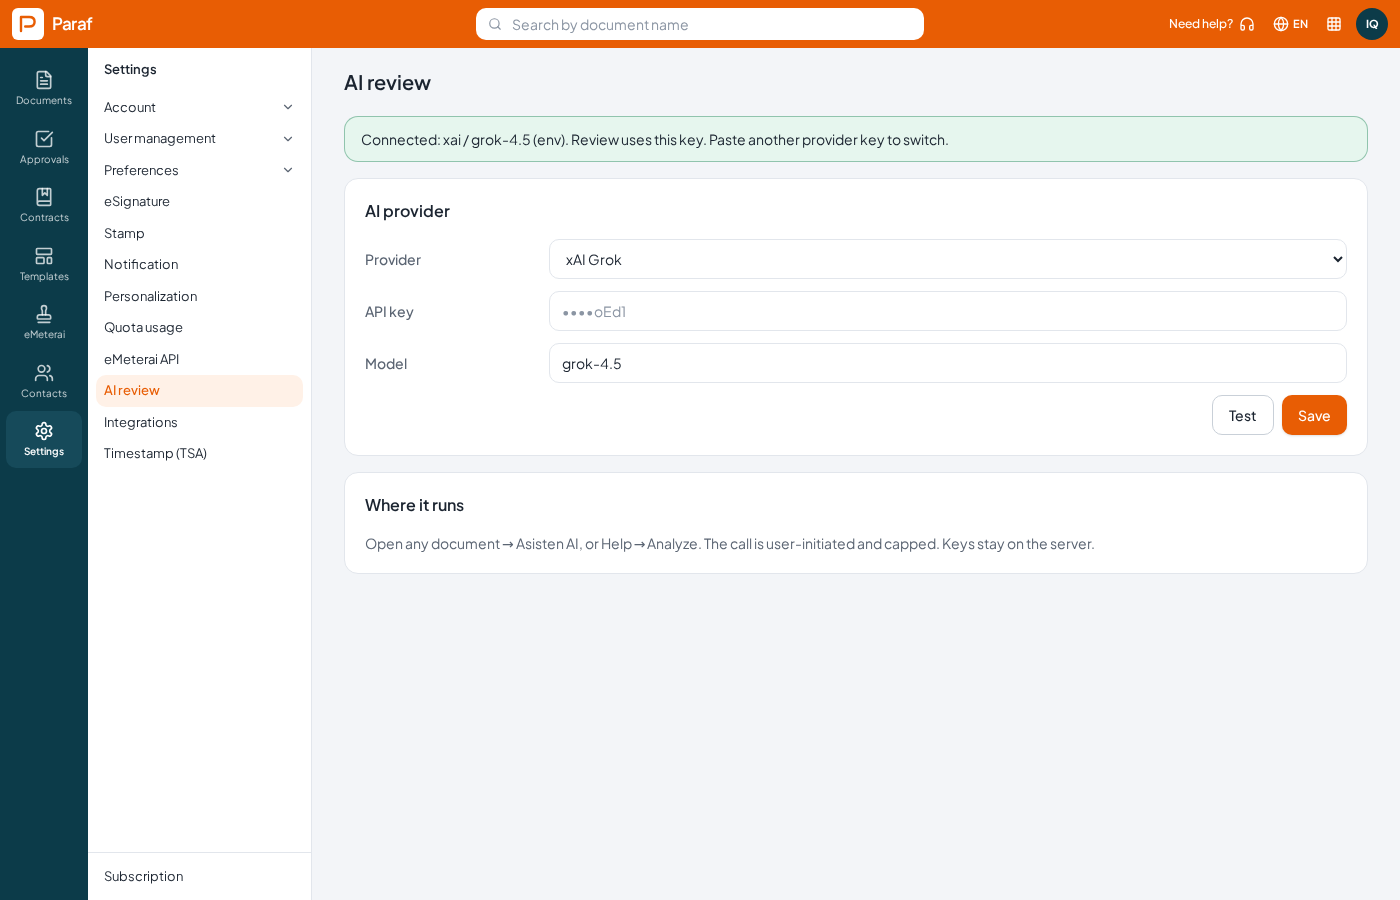 Paraf
Search by document name
Need help?
EN
IQ
Documents
Approvals
Contracts
Templates
eMeterai
Contacts
Settings
Settings
Account
User management
Preferences
eSignature
Stamp
Notification
Personalization
Quota usage
eMeterai API
AI review
Integrations
Timestamp (TSA)
Subscription
AI review
Connected: xai / grok-4.5 (env). Review uses this key. Paste another provider key to switch.
AI provider
Provider
xAI Grok
API key
••••oEd1
Model
grok-4.5
Test
Save
Where it runs
Open any document → Asisten AI, or Help → Analyze. The call is user-initiated and capped. Keys stay on the server.